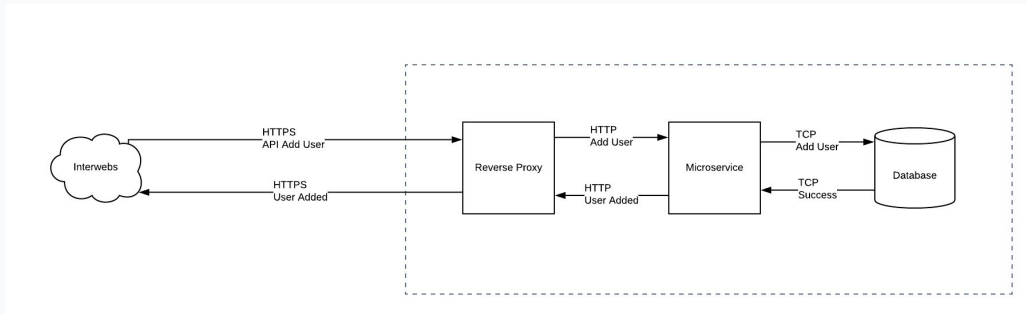 HTTPS
API Add User
HTTP
Add User
TCP
Add User
Interwebs
Reverse Proxy
Microservice
Database
HTTPS
User Added
HTTP
User Added
TCP
Success